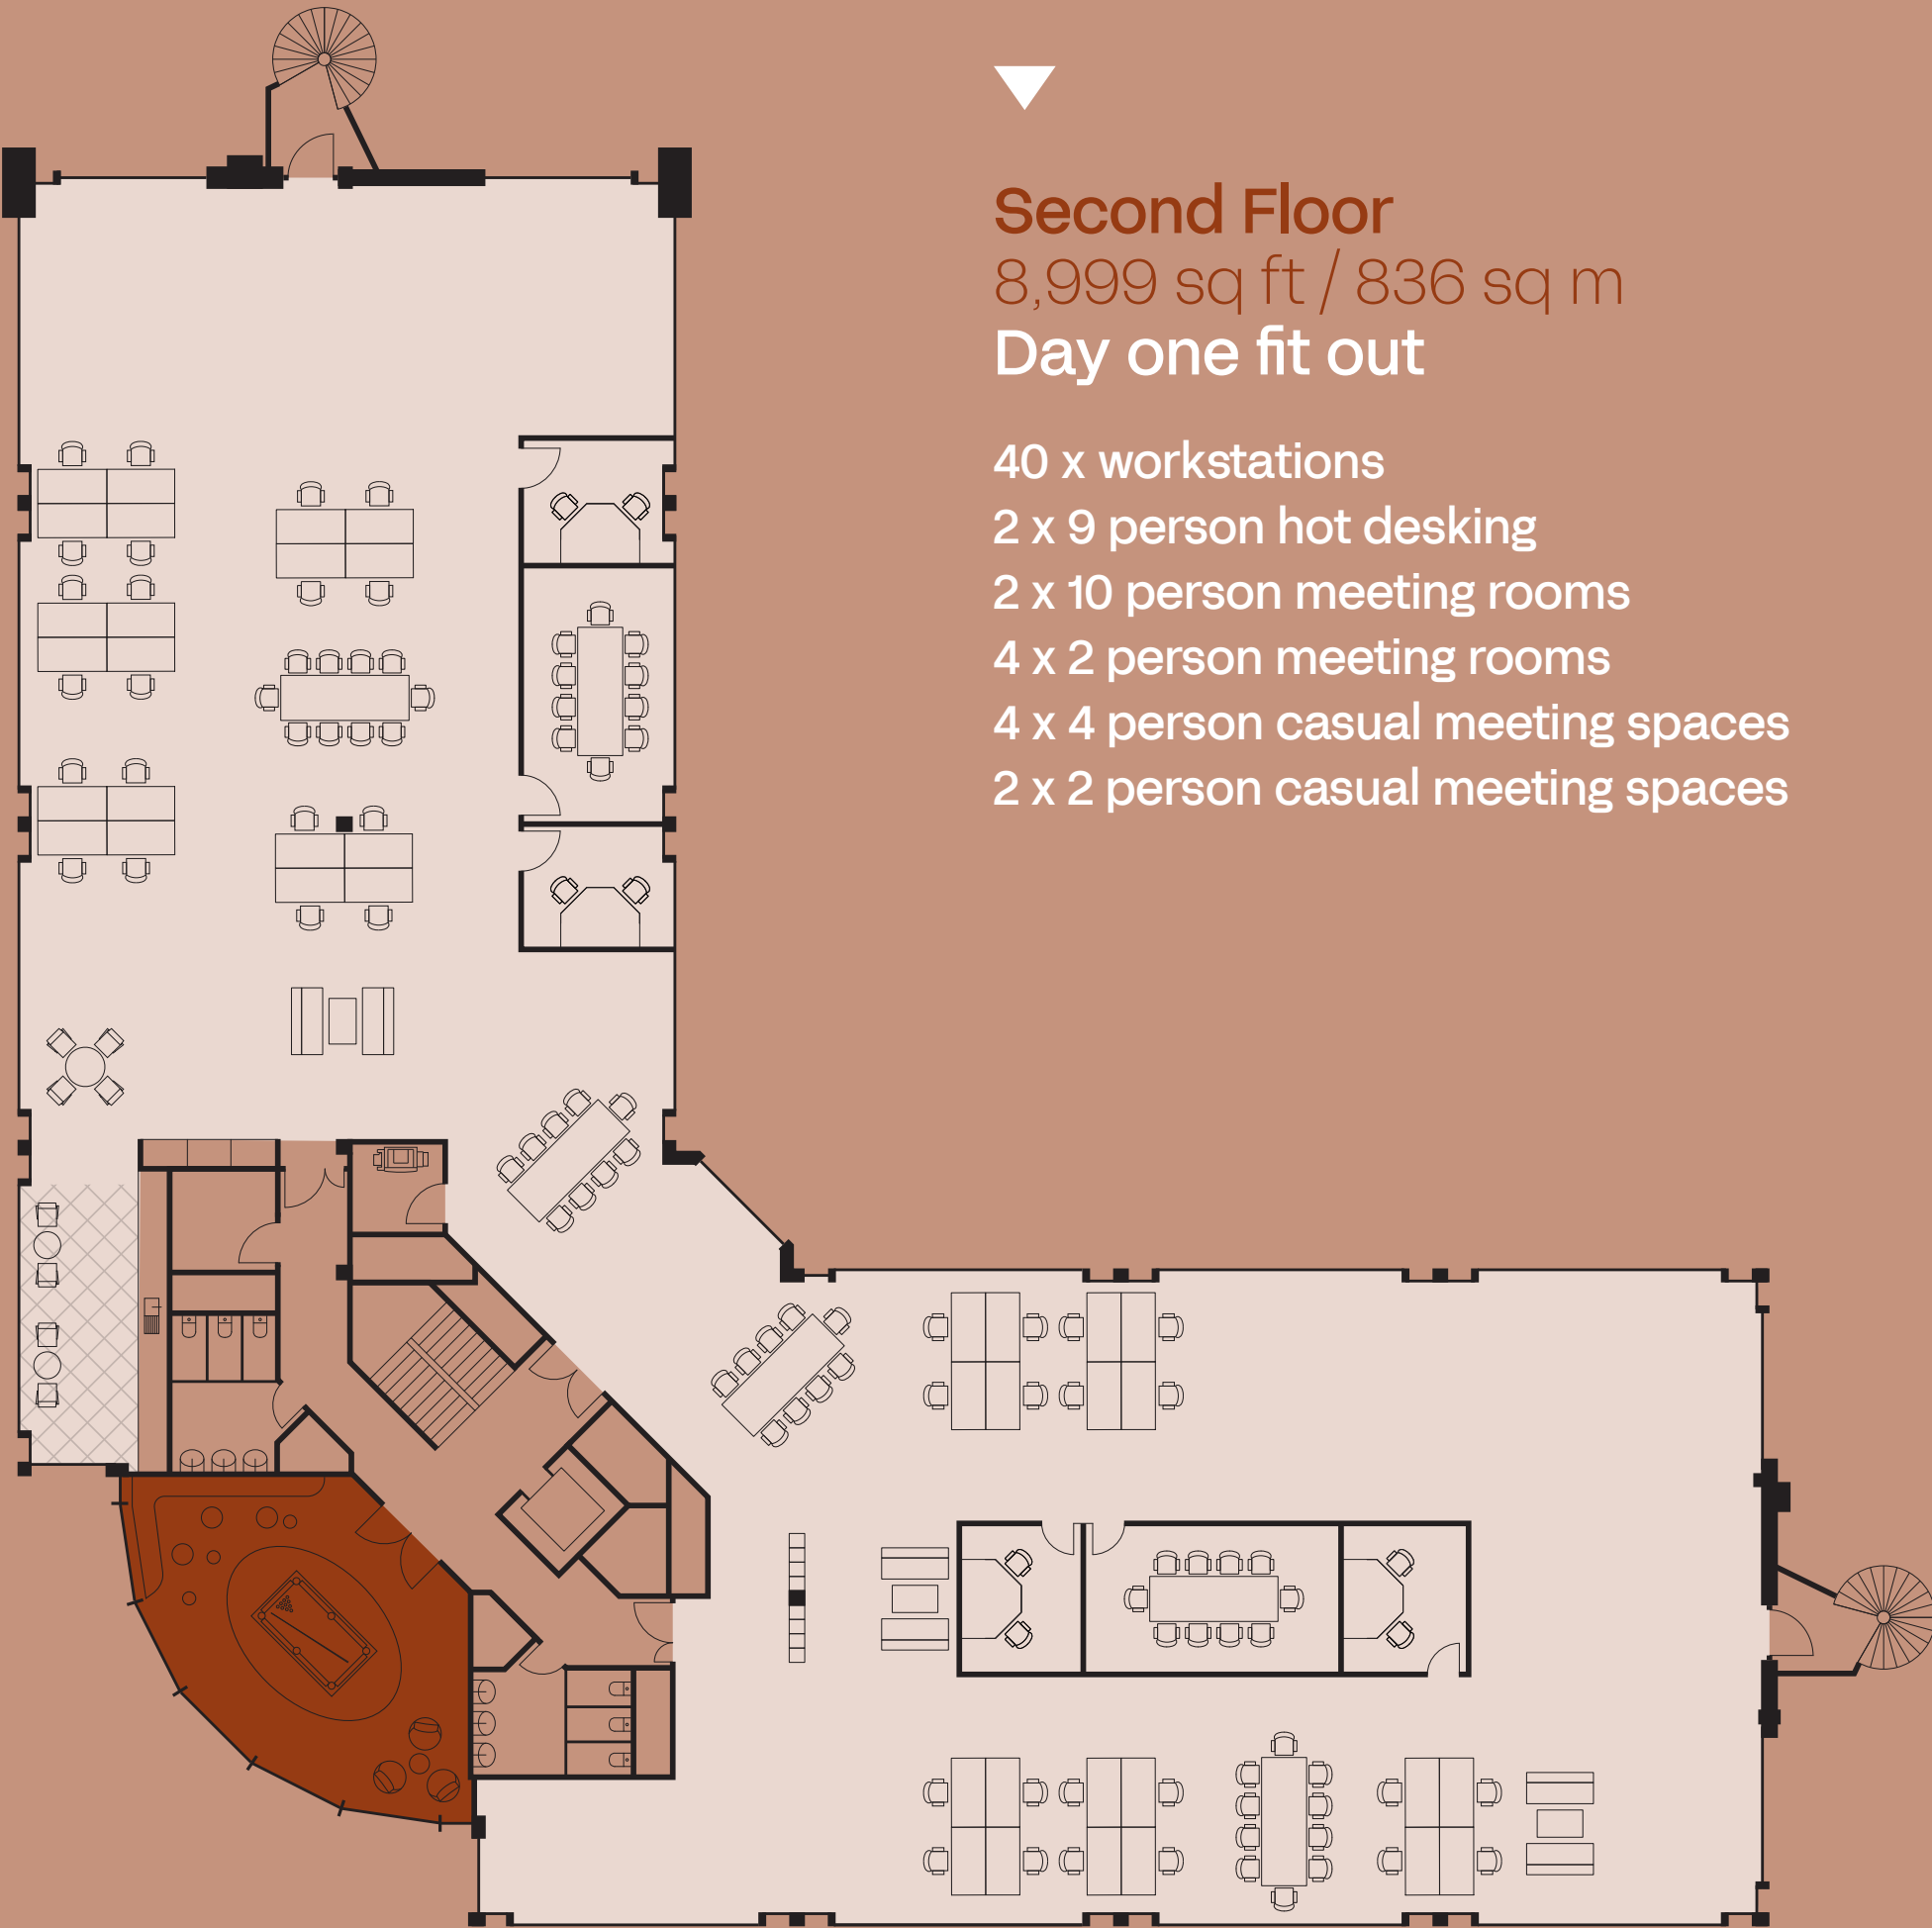 Second Floor
8,999 sq ft / 836 sq m
Day one fit out
40 x workstations
2 x 9 person hot desking
2 x 10 person meeting rooms
4 x 2 person meeting rooms
4 x 4 person casual meeting spaces
2 x 2 person casual meeting spaces